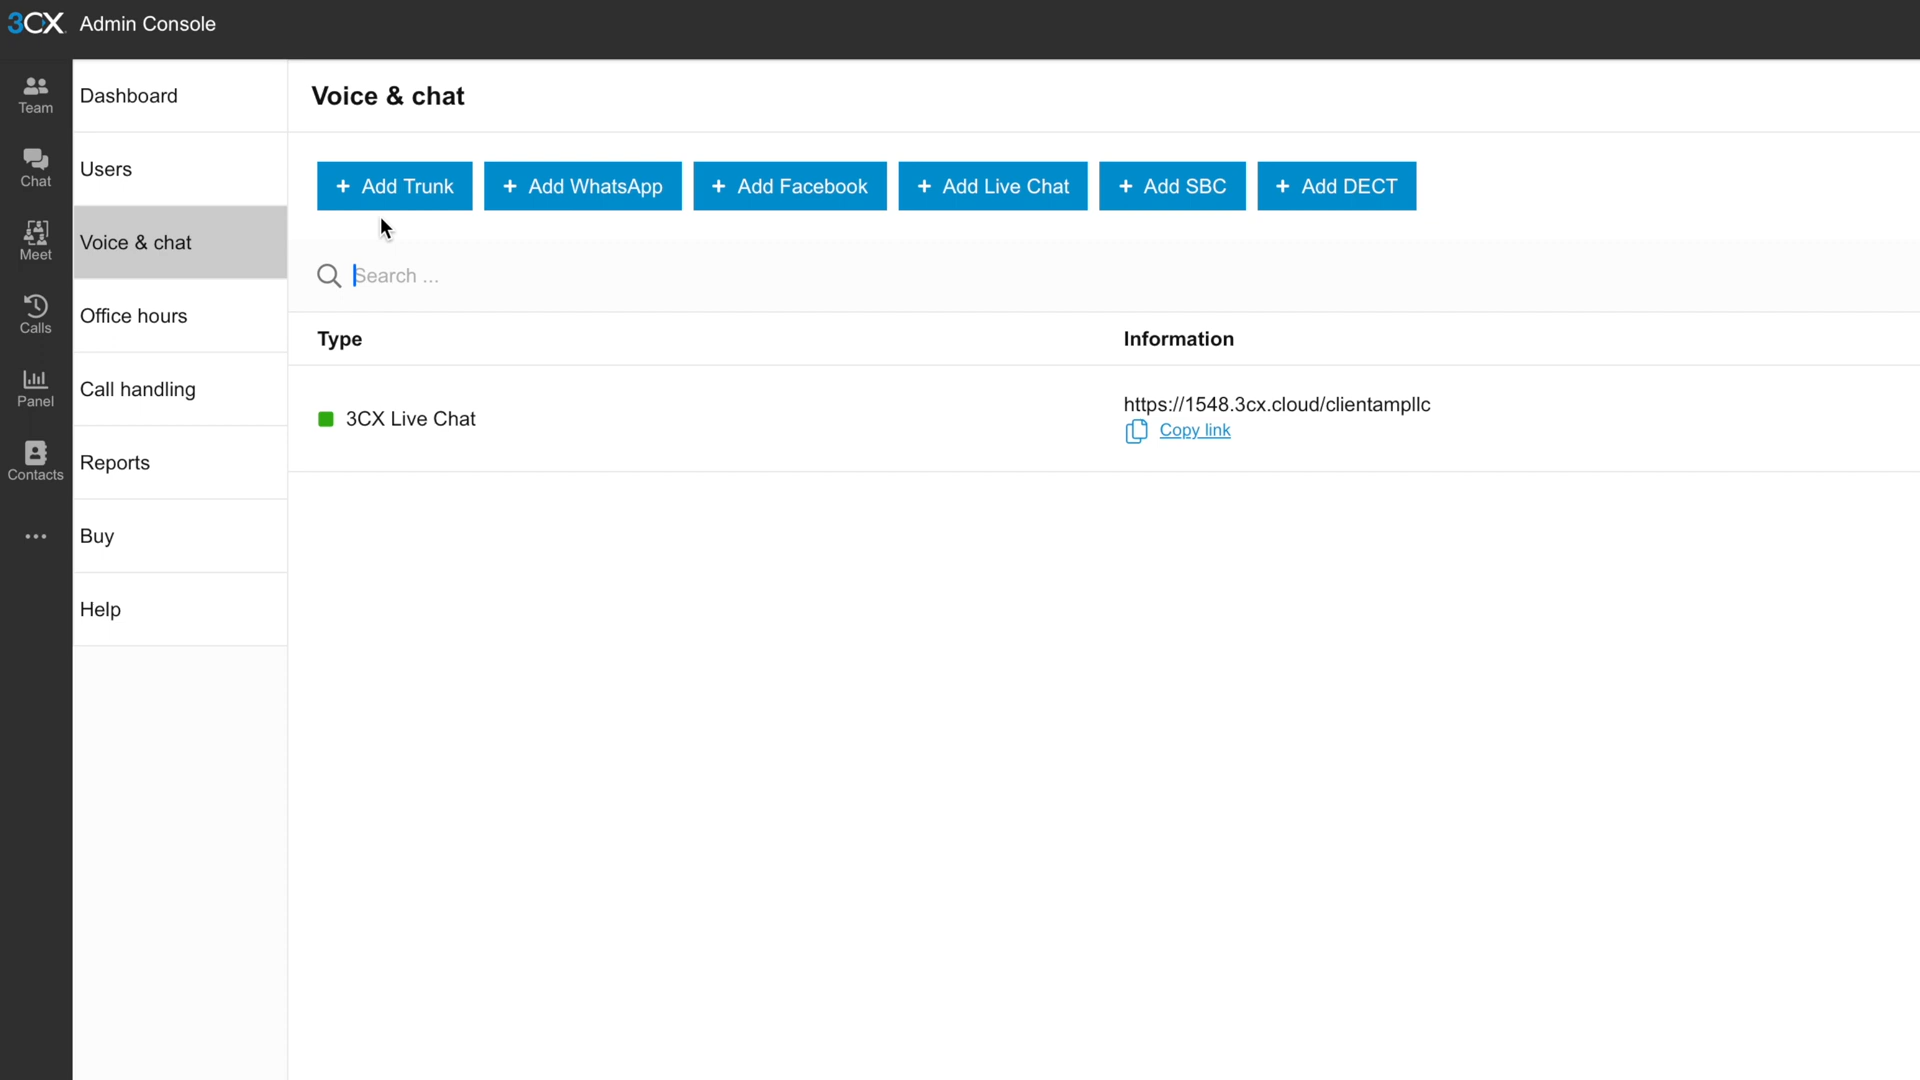 3CX Admin Console
Team
Chat
Meet
Calls
Panel
Contacts
Dashboard
Users
Voice & chat
Office hours
Call handling
Reports
Buy
Help
Voice & chat
+ Add Trunk
+ Add WhatsApp
+ Add Facebook
+ Add Live Chat
+ Add SBC
+ Add DECT
Search ...
Type Information
3CX Live Chat
https://1548.3cx.cloud/clientampllc
Copy link